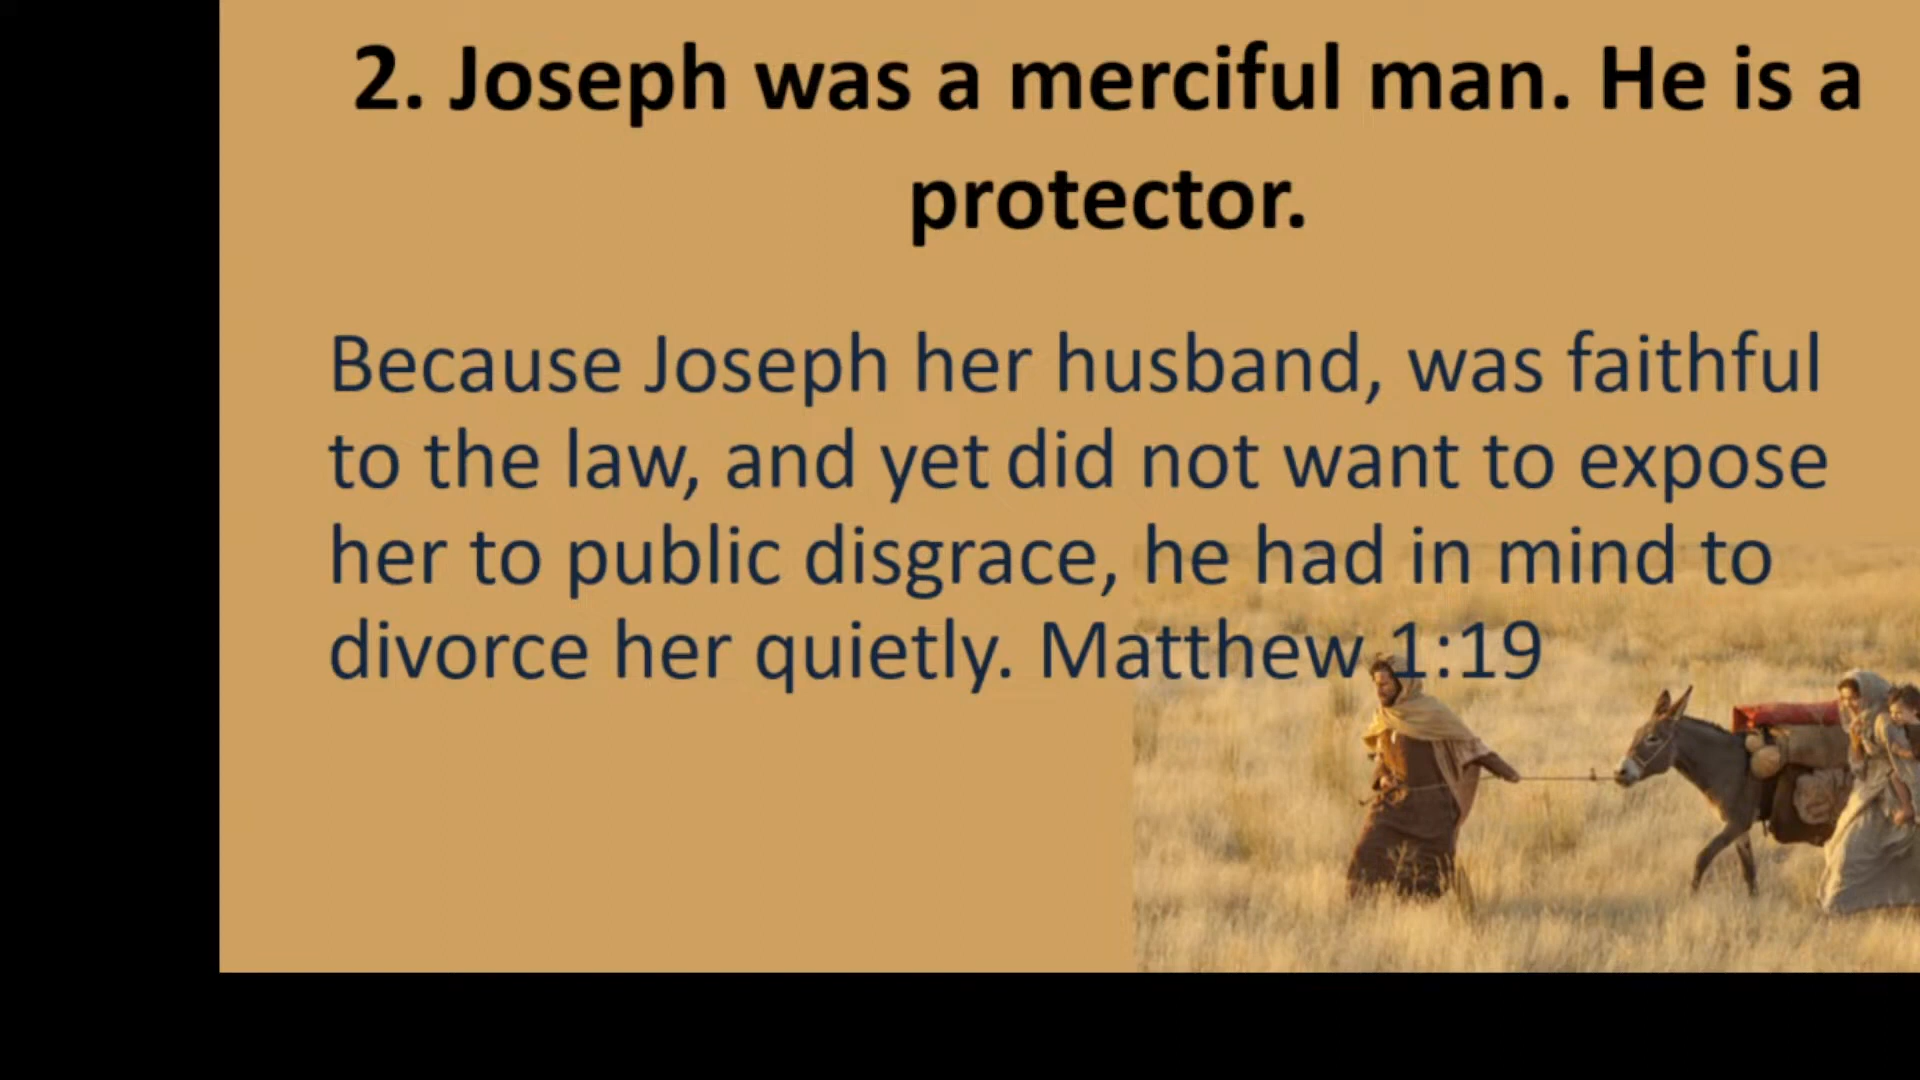 2. Joseph was a merciful man. He is a
protector.
Because Joseph her husband, was faithful
to the law, and yet did not want to expose
her to public disgrace, he had in mind to
divorce her quietly. Matthew 1:19